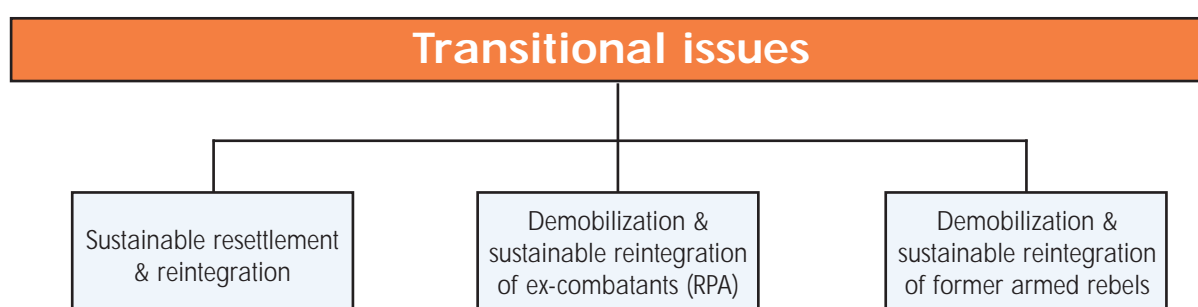 Transitional issues
Sustainable resettlement
& reintegration
Demobilization &
sustainable reintegration
of ex-combatants (RPA)
Demobilization &
sustainable reintegration
of former armed rebels